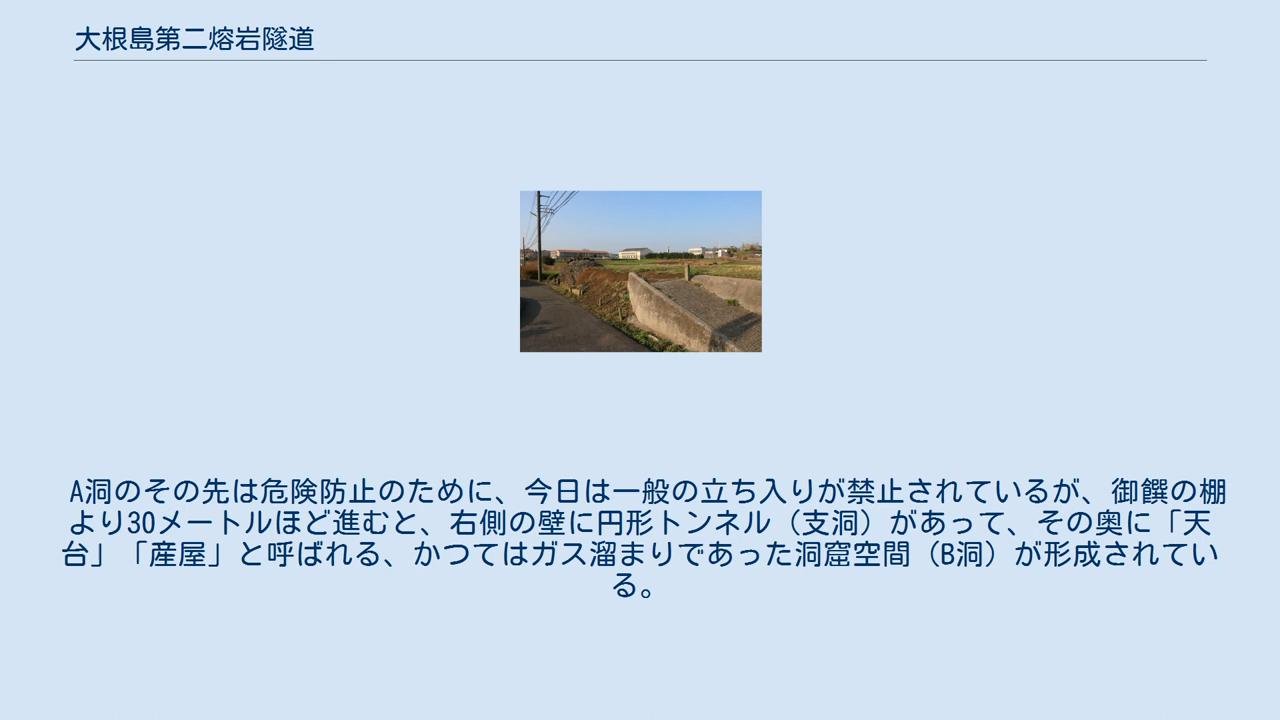 大根島第二熔岩隧道
A洞のその先は危険防止のために、今日は一般の立ち入りが禁止されているが、御饌の棚
より30メートルほど進むと、右側の壁に円形トンネル（支洞）があって、その奥に「天
台」「産屋」と呼ばれる、かつてはガス溜まりであった洞窟空間（B洞）が形成されてい
る。